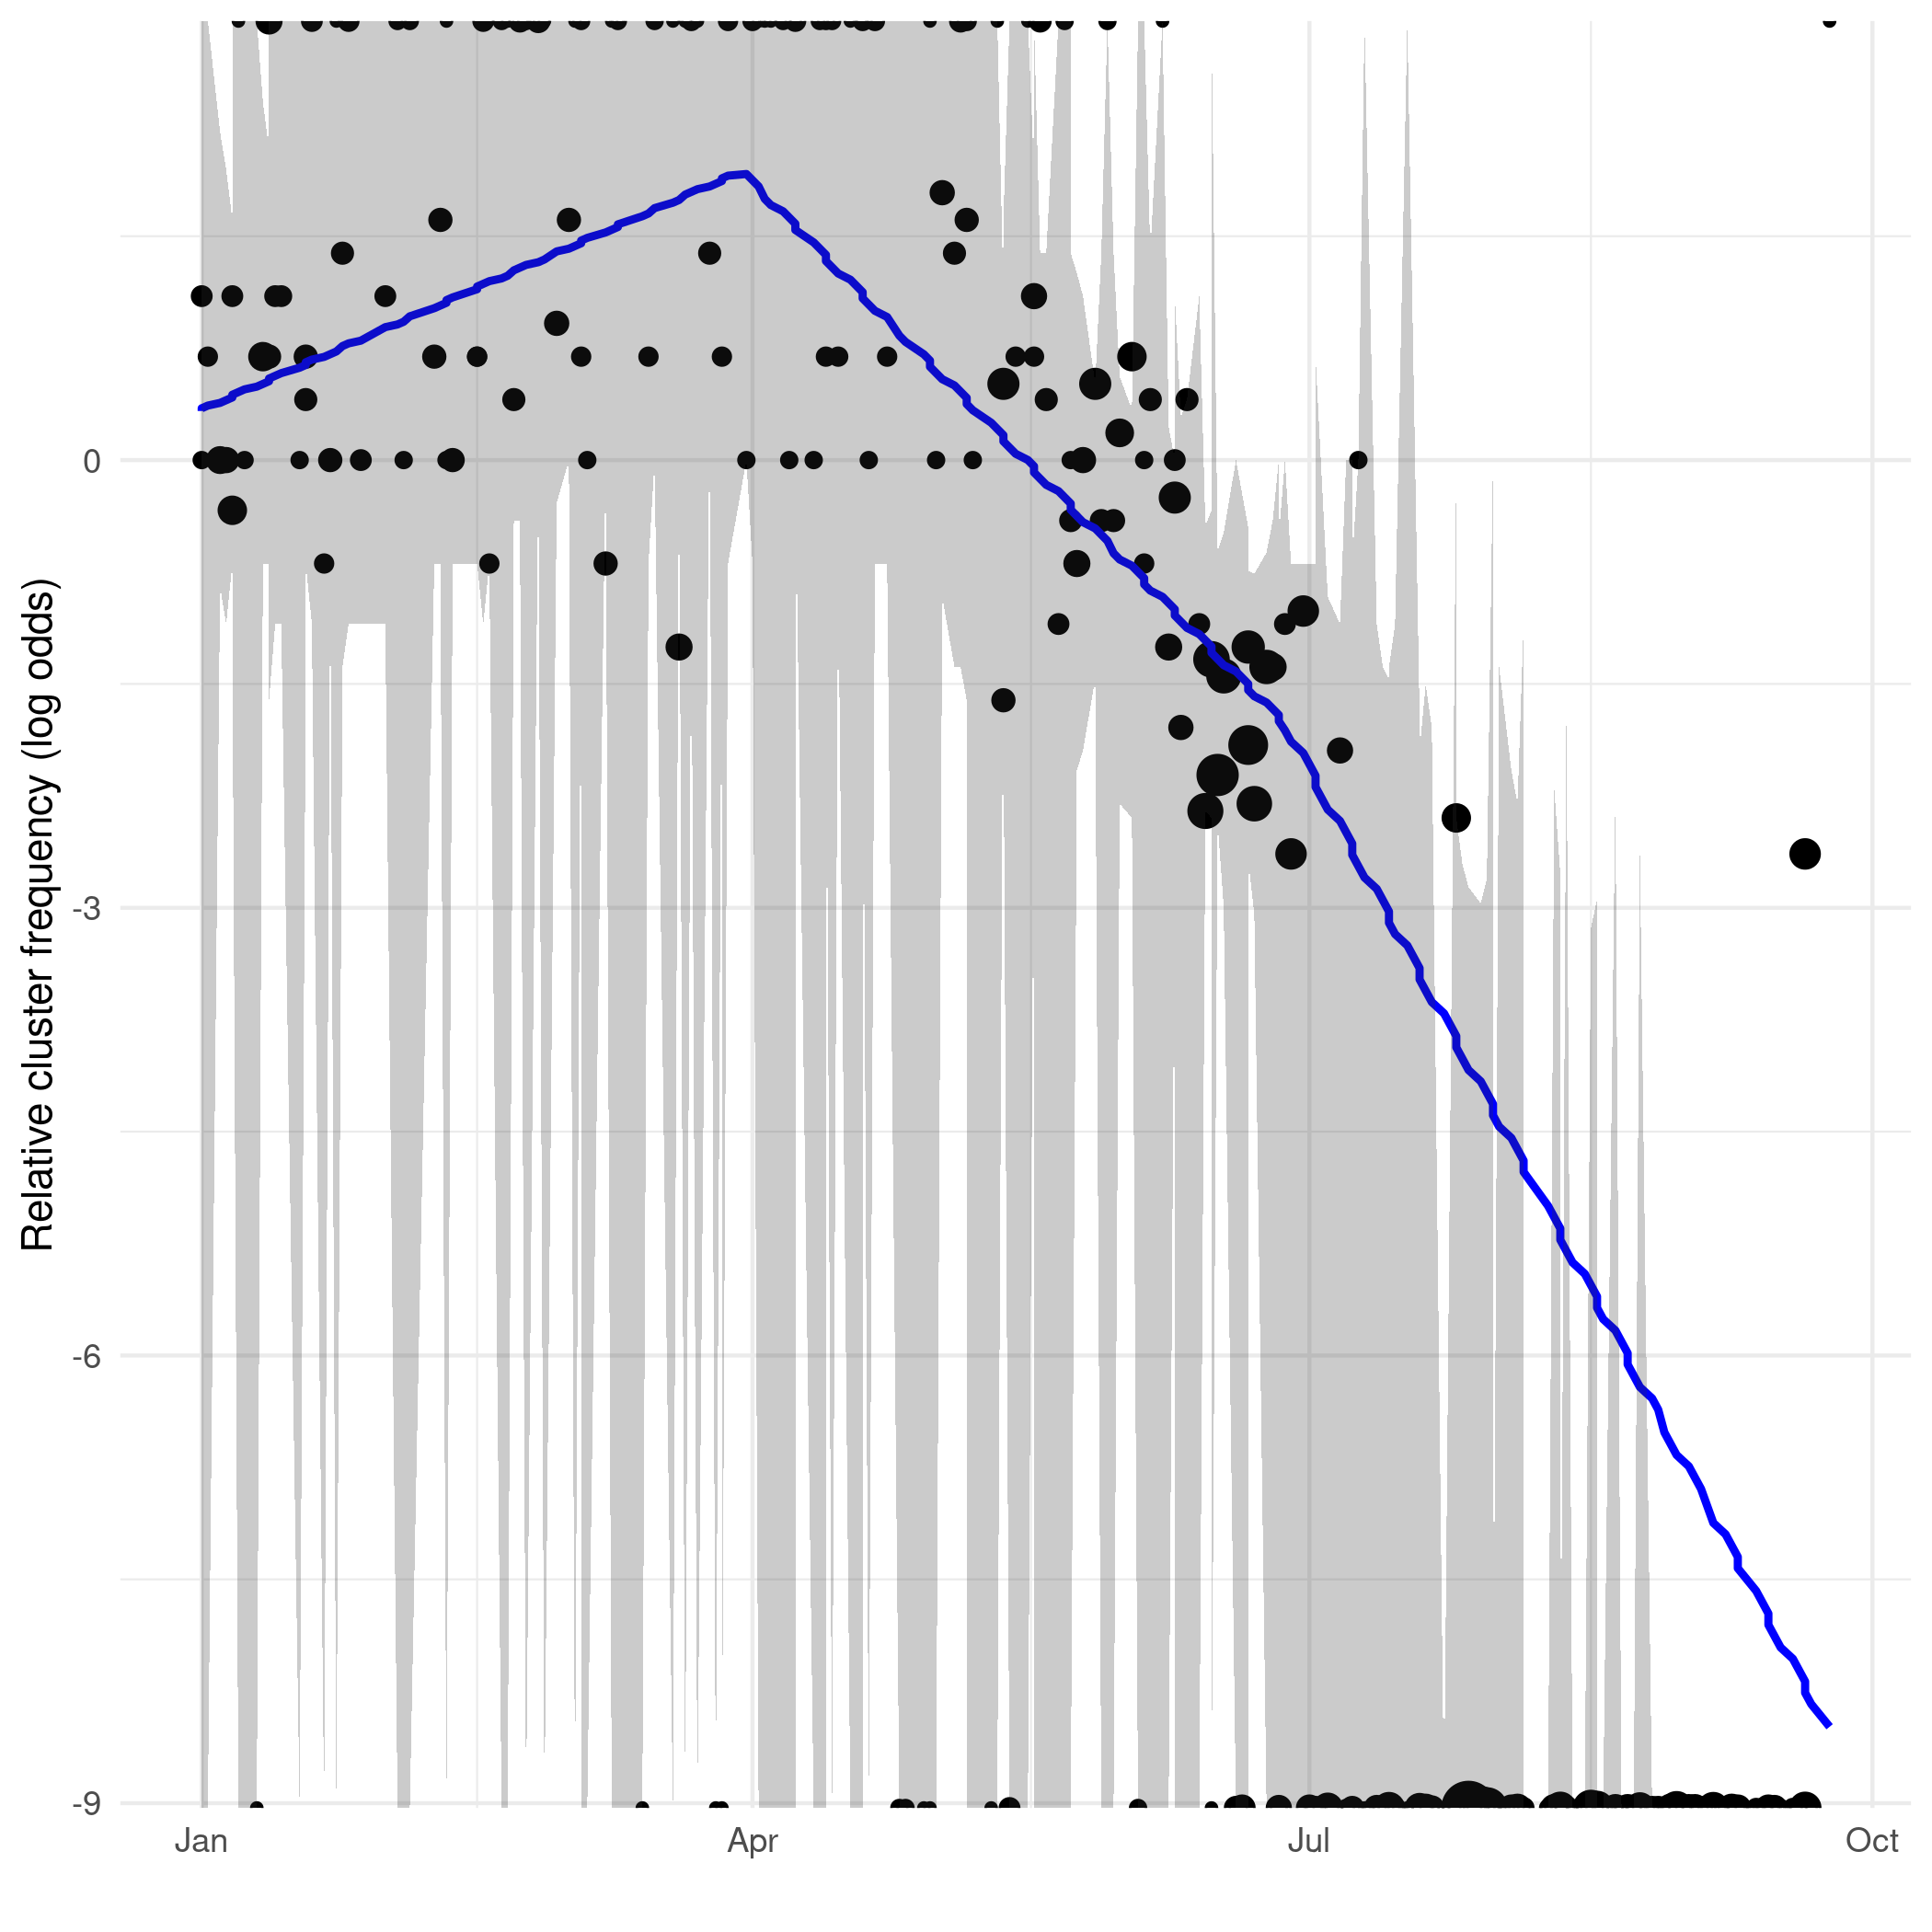 Relative cluster frequency (log odds)
0
-3
-6
-9
Jan
Apr
Jul
Oct